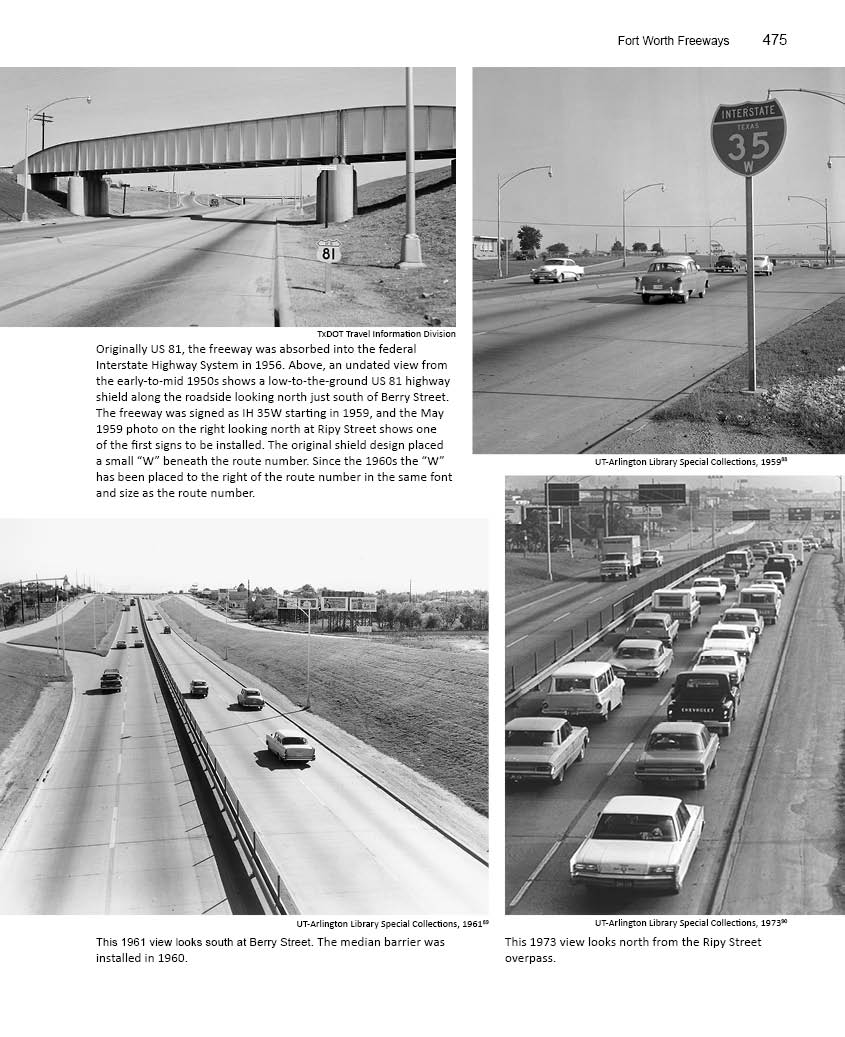 Fort Worth Freeways 475
81
INTERSTATE
TEXAS
35
W
TxDOT Travel Information Division
Originally US 81, the freeway was absorbed into the federal
Interstate Highway System in 1956. Above, an undated view from
the early-to-mid 1950s shows a low-to-the-ground US 81 highway
shield along the roadside looking north just south of Berry Street.
The freeway was signed as IH 35W starting in 1959, and the May
1959 photo on the right looking north at Ripy Street shows one
of the first signs to be installed. The original shield design placed
a small “W” beneath the route number. Since the 1960s the “W”
has been placed to the right of the route number in the same font
and size as the route number.
UT-Arlington Library Special Collections, 1959⁸⁸
CHEVROLET
UT-Arlington Library Special Collections, 1961⁸⁹
This 1961 view looks south at Berry Street. The median barrier was
installed in 1960.
UT-Arlington Library Special Collections, 1973⁹⁰
This 1973 view looks north from the Ripy Street
overpass.